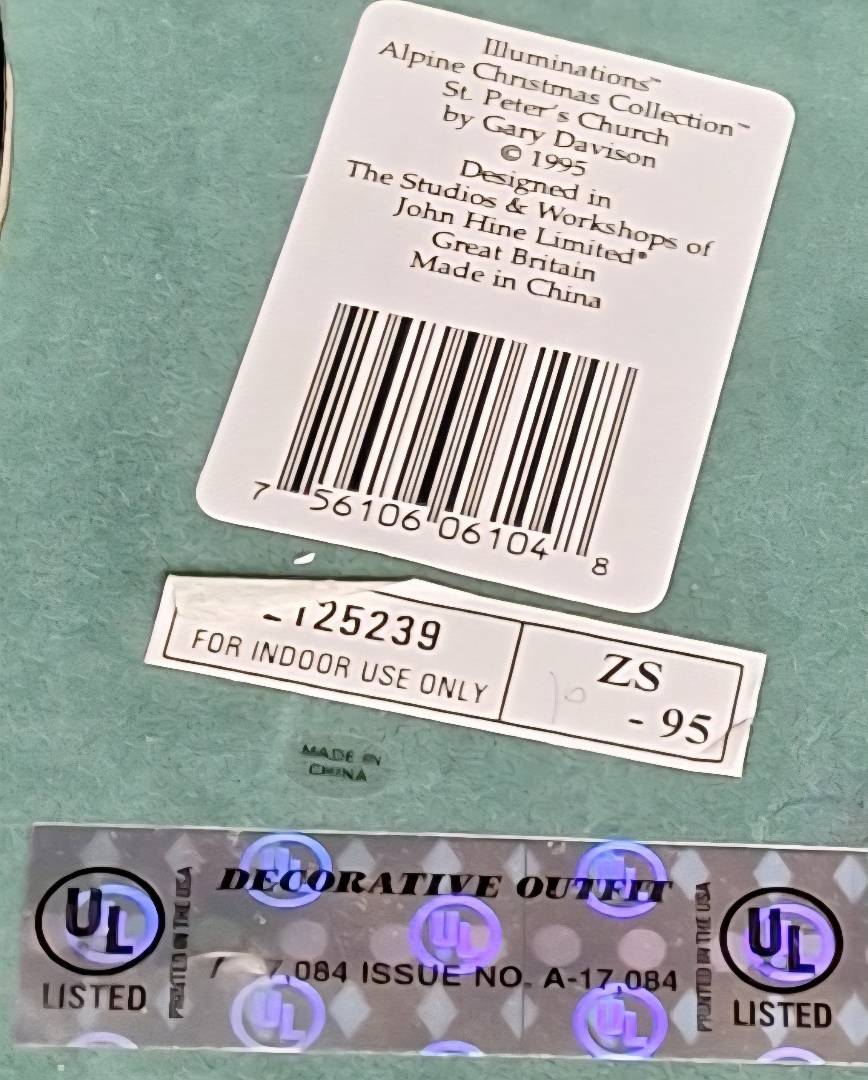 Illuminations™
Alpine Christmas Collection™
St. Peter's Church
by Gary Davison
© 1995
Designed in
The Studios & Workshops of
John Hine Limited®
Great Britain
Made in China
7 56106 06104 8
125239
FOR INDOOR USE ONLY
ZS
- 95
MADE IN
CHINA
UL
LISTED
PRINTED IN THE USA
DECORATIVE OUTFIT
7,084 ISSUE NO. A-17,084
PRINTED IN THE USA
UL
LISTED